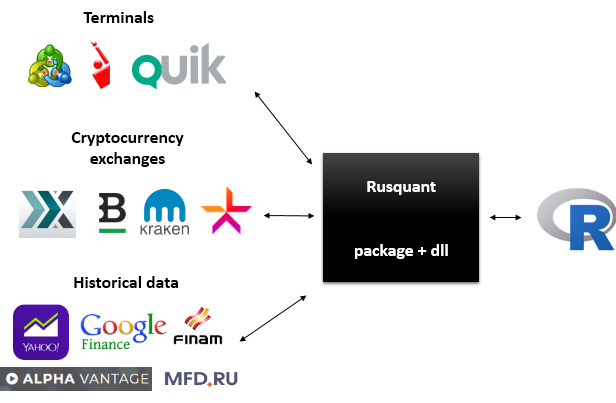 Terminals
Quik
Cryptocurrency
exchanges
B
kRAKEN
Rusquant
package + dll
R
Historical data
YAHOO!
Google
Finance
FINAM
ALPHA VANTAGE
MFD.RU